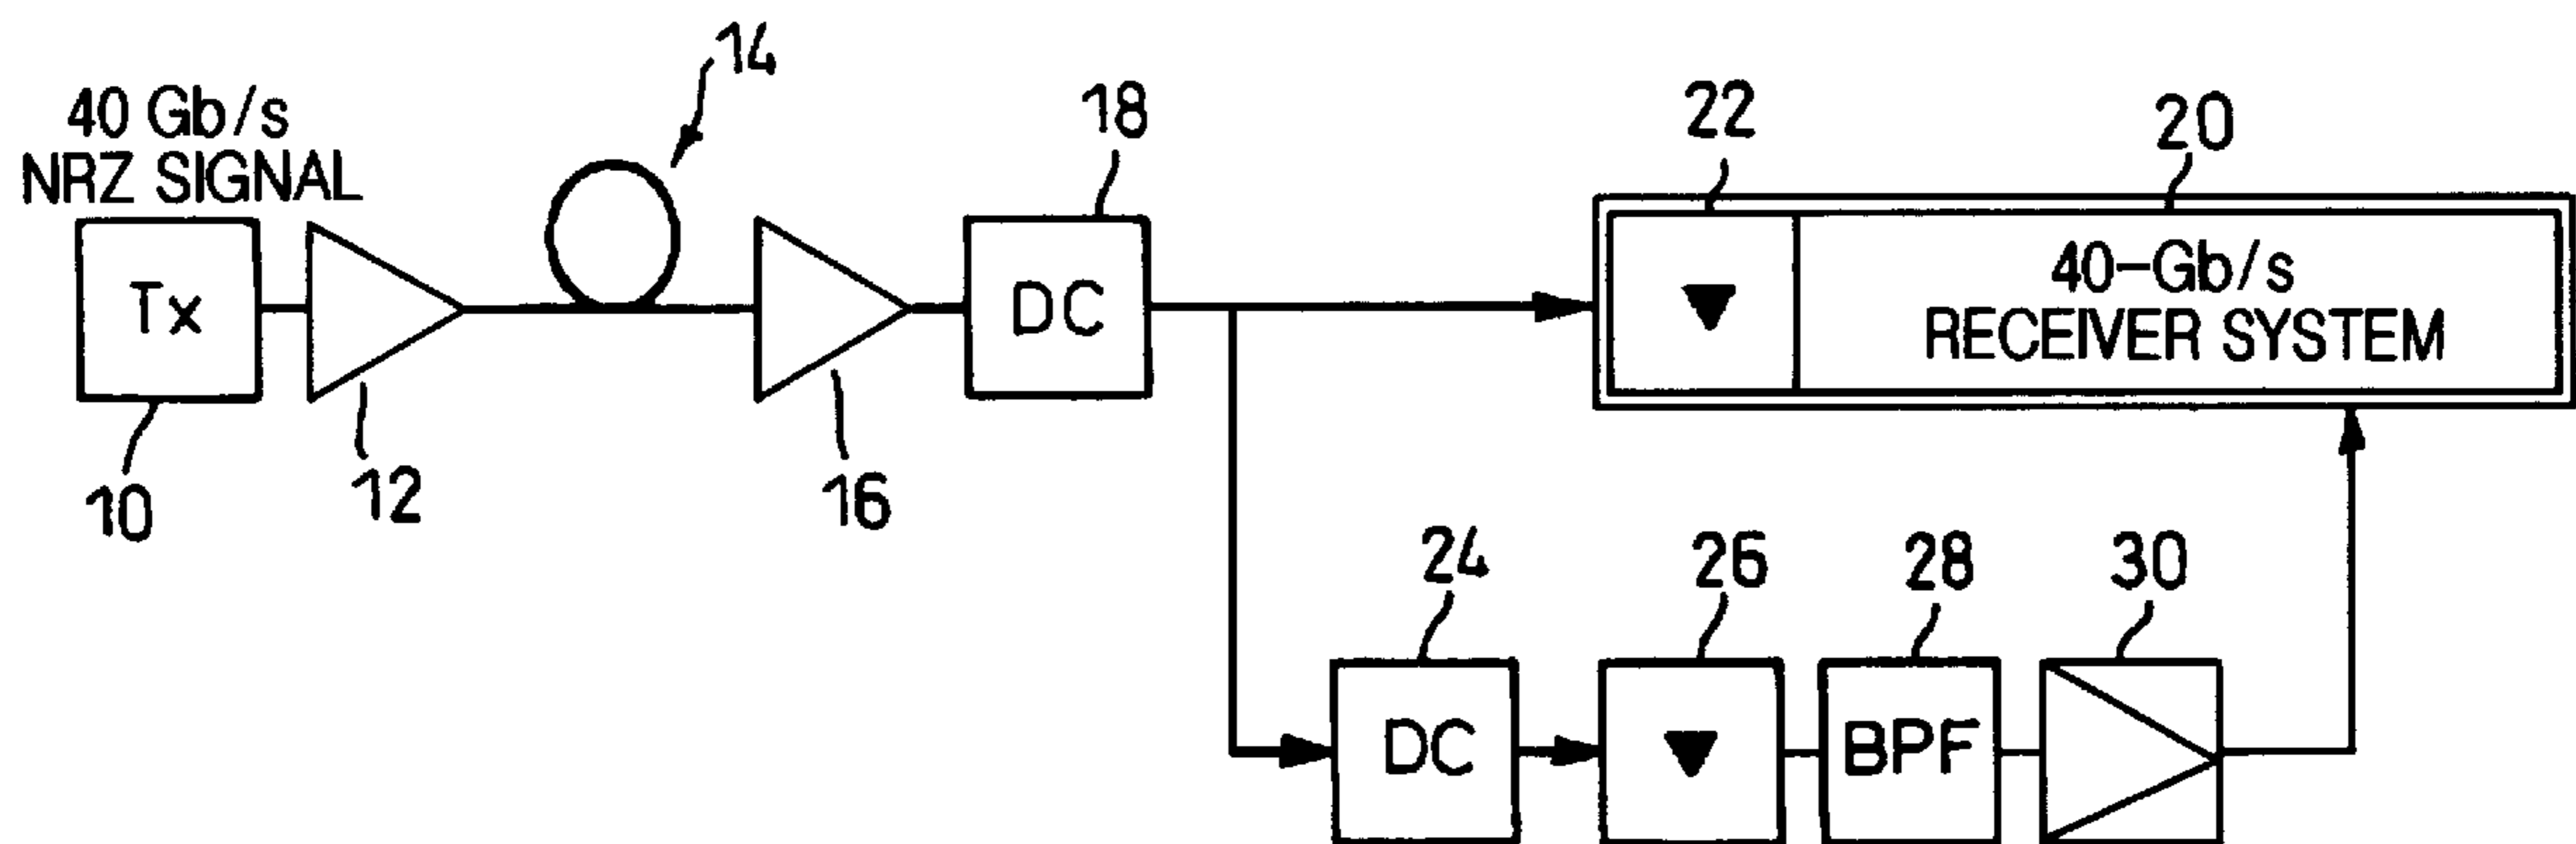 14
40 Gb/s
NRZ SIGNAL
18
22
20
Tx
DC
40-Gb/s
RECEIVER SYSTEM
10
12
16
24
26
28
30
DC
BPF